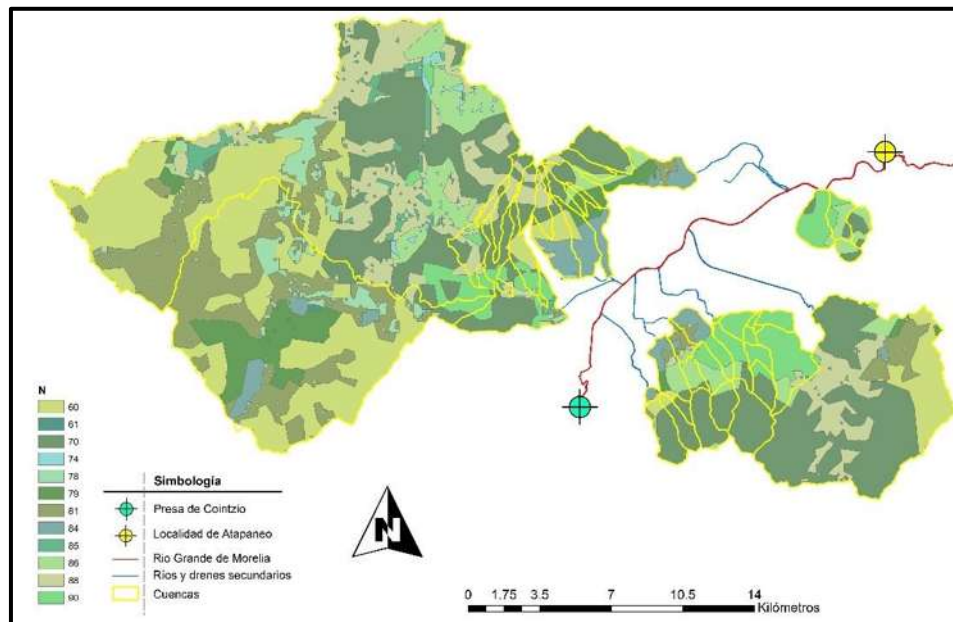 N
60
61
70
74
78
79
81
84
85
86
88
90
Simbología
Presa de Cointzio
Localidad de Atapaneo
Rio Grande de Morelia
Ríos y drenes secundarios
Cuencas
N
0 1.75 3.5 7 10.5 14
Kilómetros